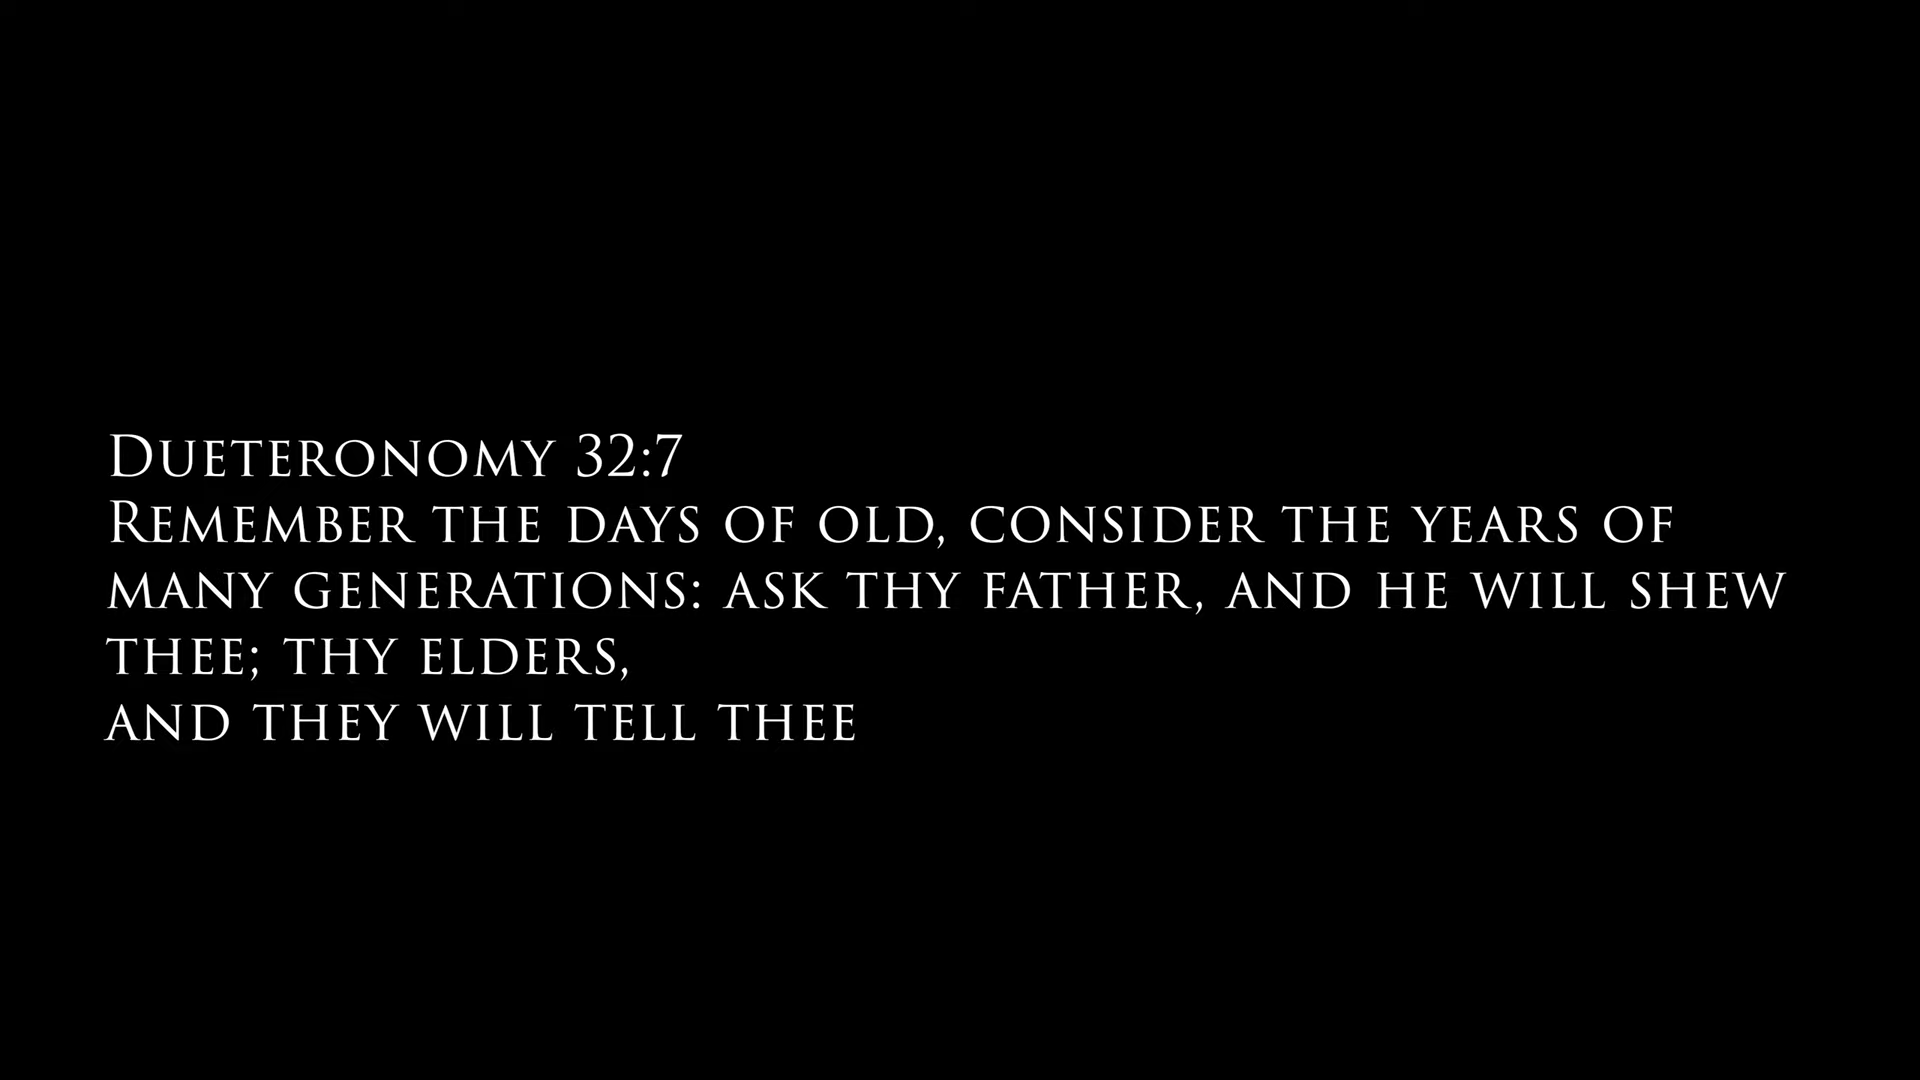 Dueteronomy 32:7
Remember the days of old, consider the years of
many generations: ask thy father, and he will shew
thee; thy elders,
and they will tell thee